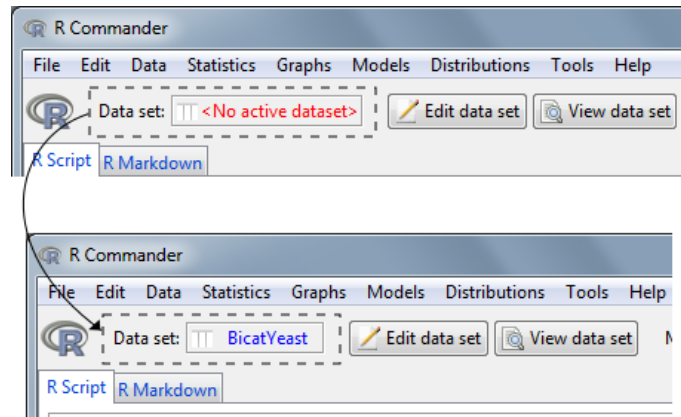 R Commander
File Edit Data Statistics Graphs Models Distributions Tools Help
R Data set: <No active dataset> Edit data set View data set
R Script R Markdown
R Commander
File Edit Data Statistics Graphs Models Distributions Tools Help
R Data set: BicatYeast Edit data set View data set
R Script R Markdown